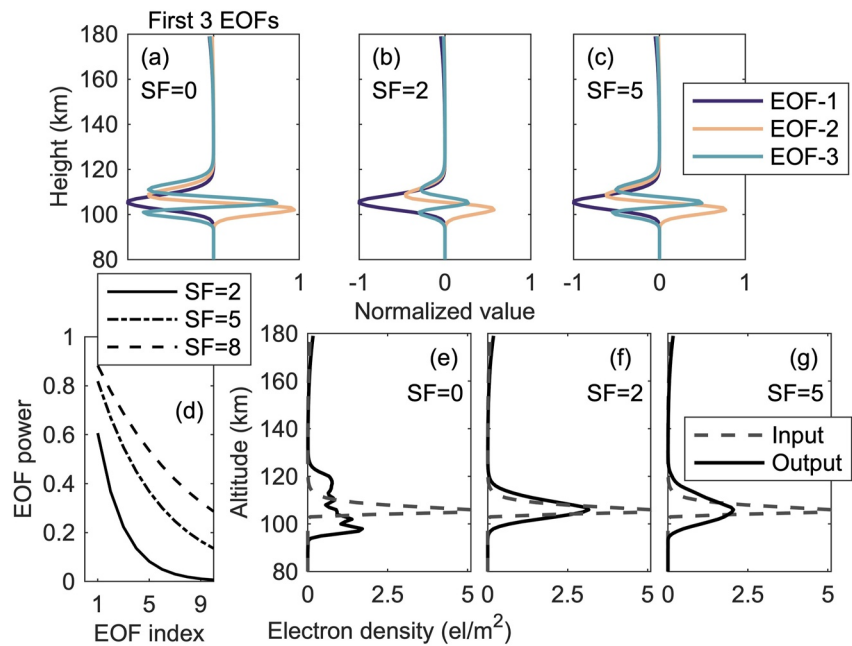 First 3 EOFs
(a)
SF=0
(b)
SF=2
(c)
SF=5
EOF-1
EOF-2
EOF-3
Height (km)
180
160
140
120
100
80
1
-1
0
1
-1
0
1
Normalized value
SF=2
SF=5
SF=8
(d)
EOF power
1
0.8
0.6
0.4
0.2
0
1
5
9
EOF index
(e)
SF=0
(f)
SF=2
(g)
SF=5
Input
Output
Altitude (km)
180
160
140
120
100
80
0
2.5
5
0
2.5
5
0
2.5
5
Electron density (el/m²)